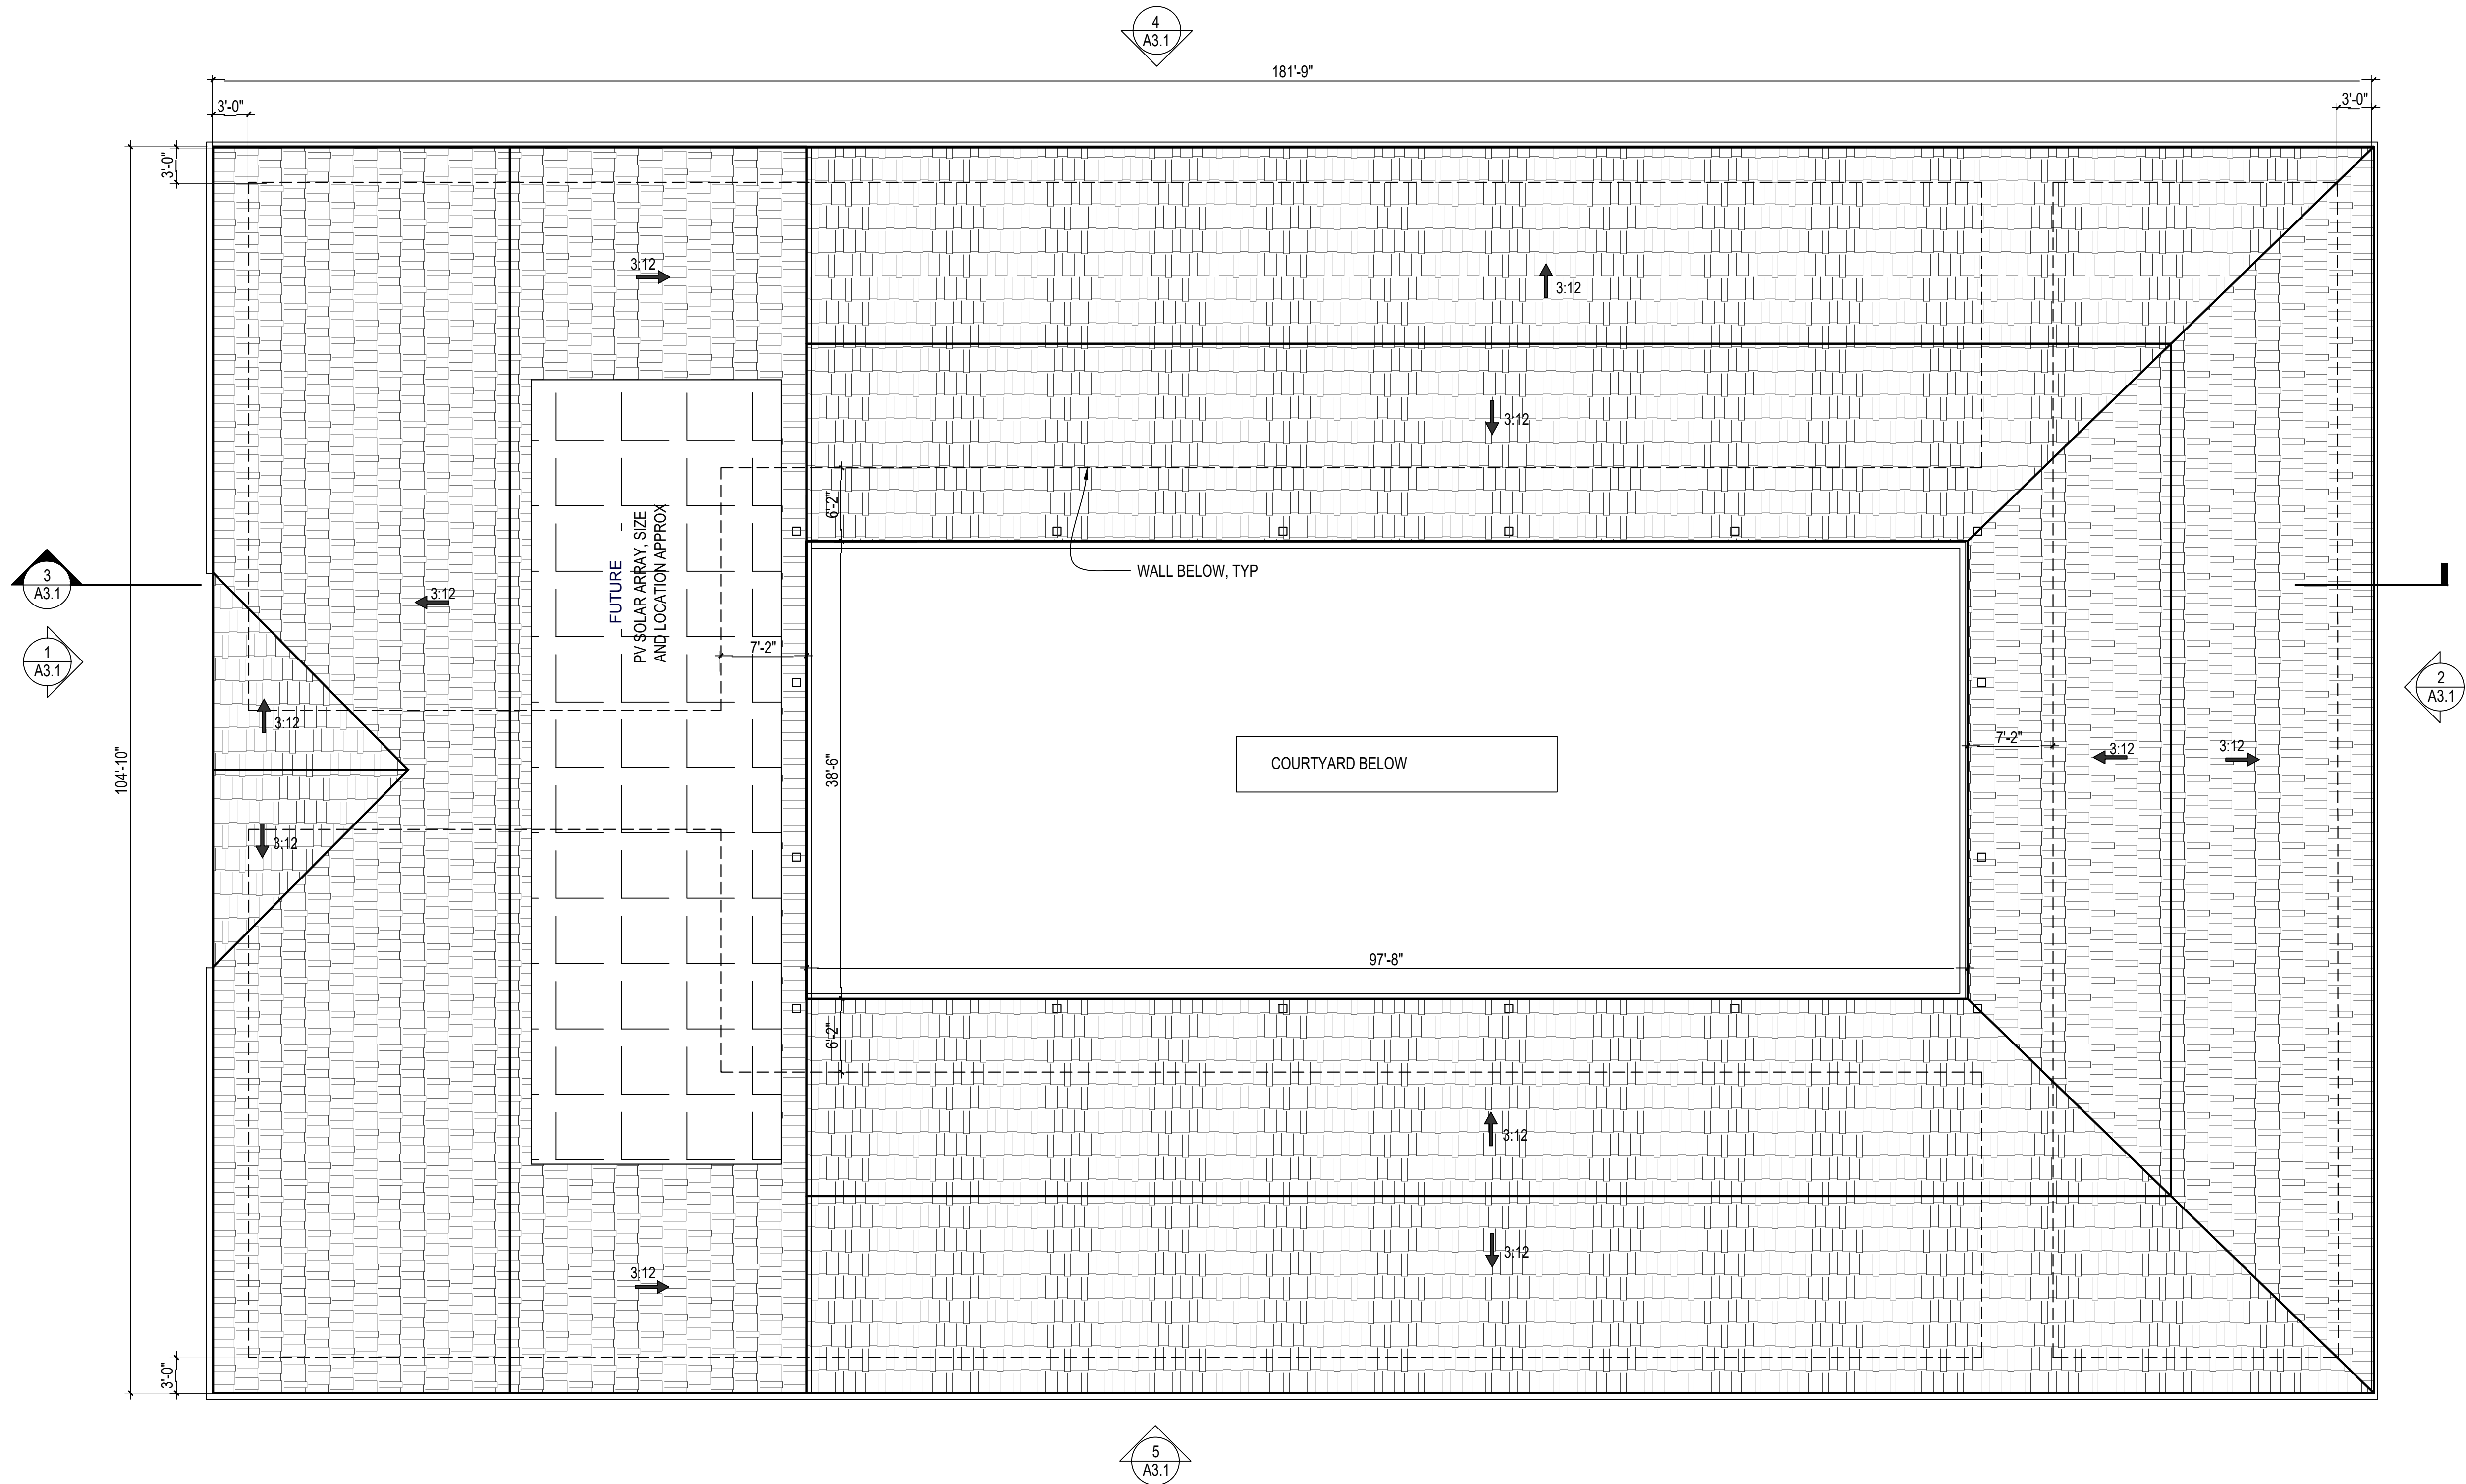 4
A3.1
181'-9"
3'-0"
3'-0"
3'-0"
3:12
3:12
3:12
6'-2"
WALL BELOW, TYP
3
A3.1
3:12
FUTURE
PV SOLAR ARRAY, SIZE
AND LOCATION APPROX
7'-2"
1
A3.1
2
A3.1
3:12
104'-10"
38'-6"
COURTYARD BELOW
7'-2"
3:12
3:12
3:12
97'-8"
6'-2"
3:12
3:12
3:12
3'-0"
5
A3.1